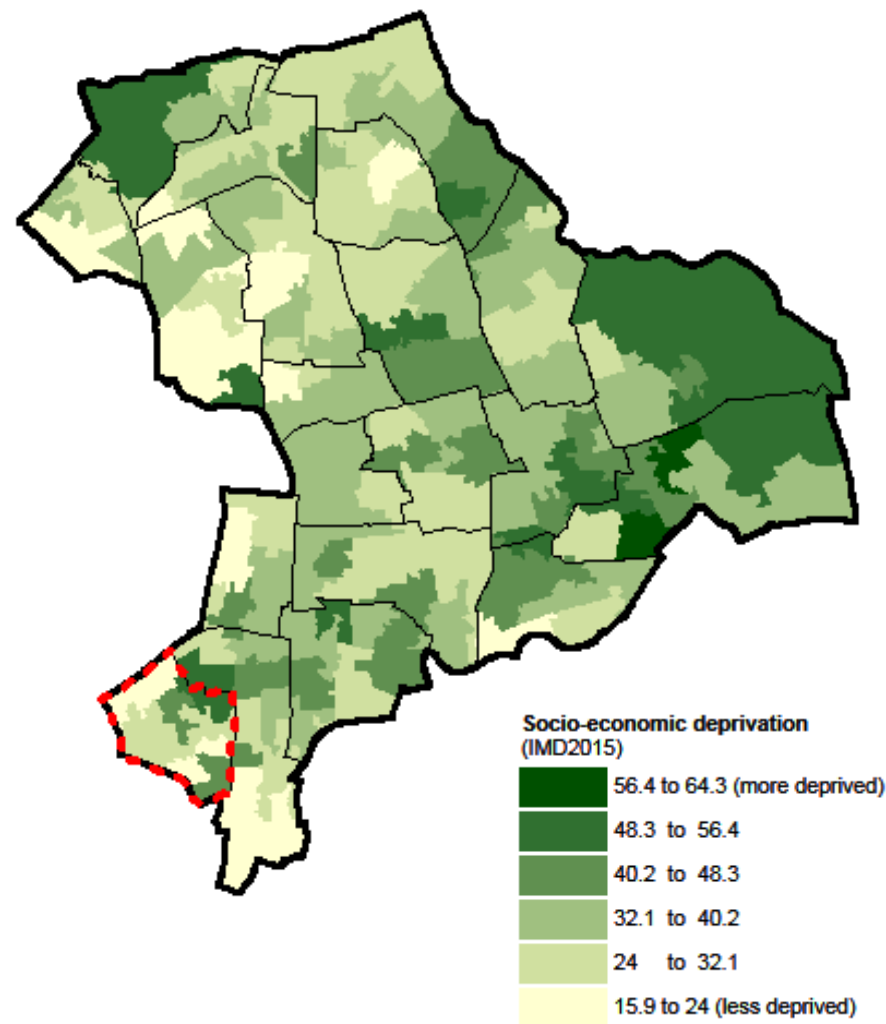 Socio-economic deprivation
(IMD2015)
56.4 to 64.3 (more deprived)
48.3 to 56.4
40.2 to 48.3
32.1 to 40.2
24 to 32.1
15.9 to 24 (less deprived)